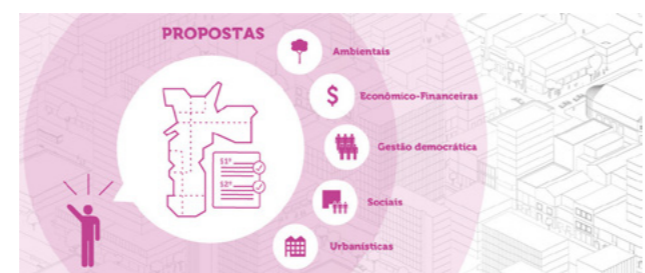 PROPOSTAS
Ambientais
$
Econômico-Financeiras
Gestão democrática
Sociais
Urbanísticas